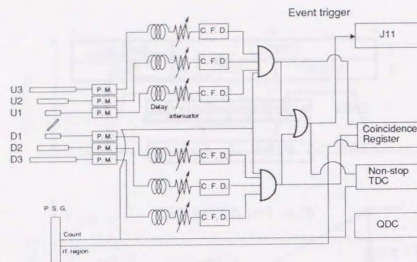 Event trigger
J11
C. F. D.
U3
P. M.
C. F. D.
U2
P. M.
U1
P. M.
C. F. D.
Delay
attenuator
D1
P. M.
D2
P. M.
D3
P. M.
C. F. D.
C. F. D.
C. F. D.
Coincidence
Register
Non-stop
TDC
QDC
P. S. G.
Count
rf. region